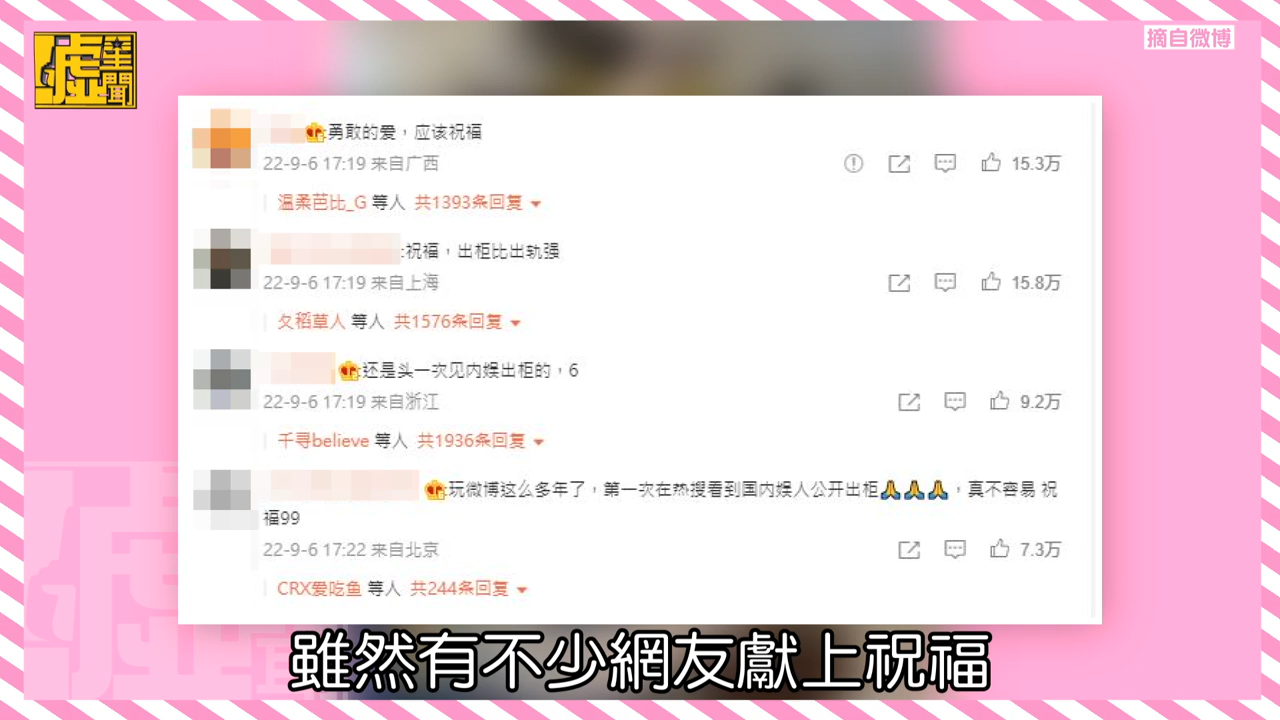 噓星聞
摘自微博
:勇敢的爱，应该祝福
22-9-6 17:19 来自广西
15.3万
温柔芭比_G 等人 共1393条回复
:祝福，出柜比出轨强
22-9-6 17:19 来自上海
15.8万
夊稻草人 等人 共1576条回复
:还是头一次见内娱出柜的，6
22-9-6 17:19 来自浙江
9.2万
千寻believe 等人 共1936条回复
:玩微博这么多年了，第一次在热搜看到国内娱人公开出柜🙏🙏🙏，真不容易 祝
福99
22-9-6 17:22 来自北京
7.3万
CRX爱吃鱼 等人 共244条回复
雖然有不少網友獻上祝福